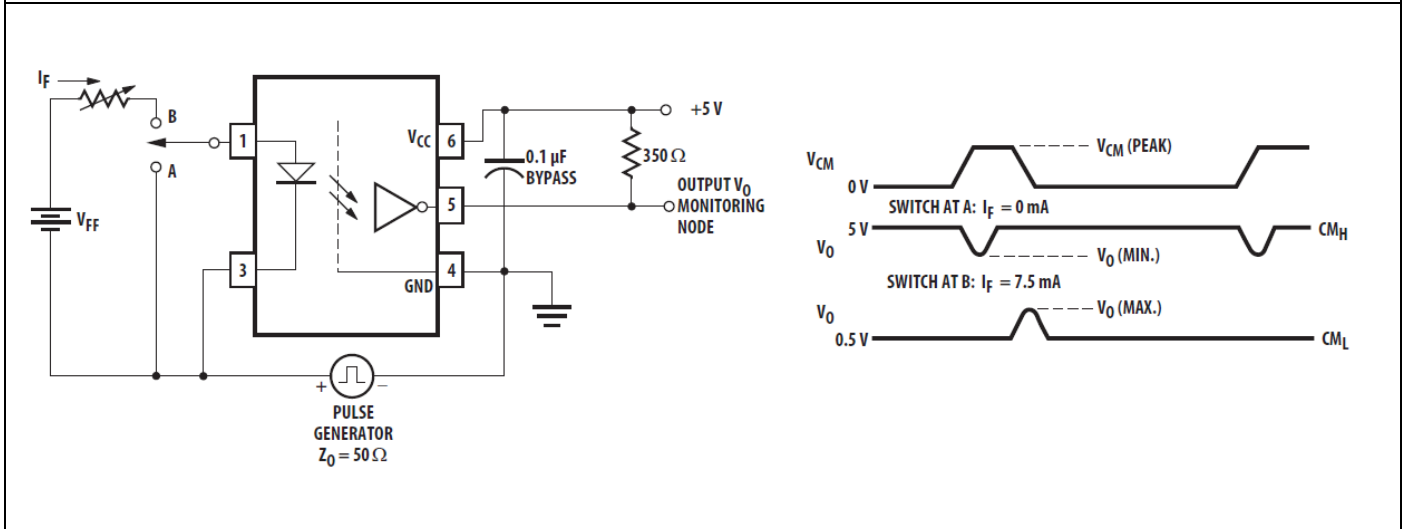 I_F
B
A
V_FF
1
3
V_CC 6
5
4
GND
+5 V
0.1 µF
BYPASS
350 Ω
OUTPUT V_O
MONITORING
NODE
+ –
PULSE
GENERATOR
Z_O = 50 Ω
V_CM
V_CM (PEAK)
0 V
SWITCH AT A: I_F = 0 mA
5 V
V_O
CM_H
V_O (MIN.)
SWITCH AT B: I_F = 7.5 mA
V_O
V_O (MAX.)
0.5 V
CM_L